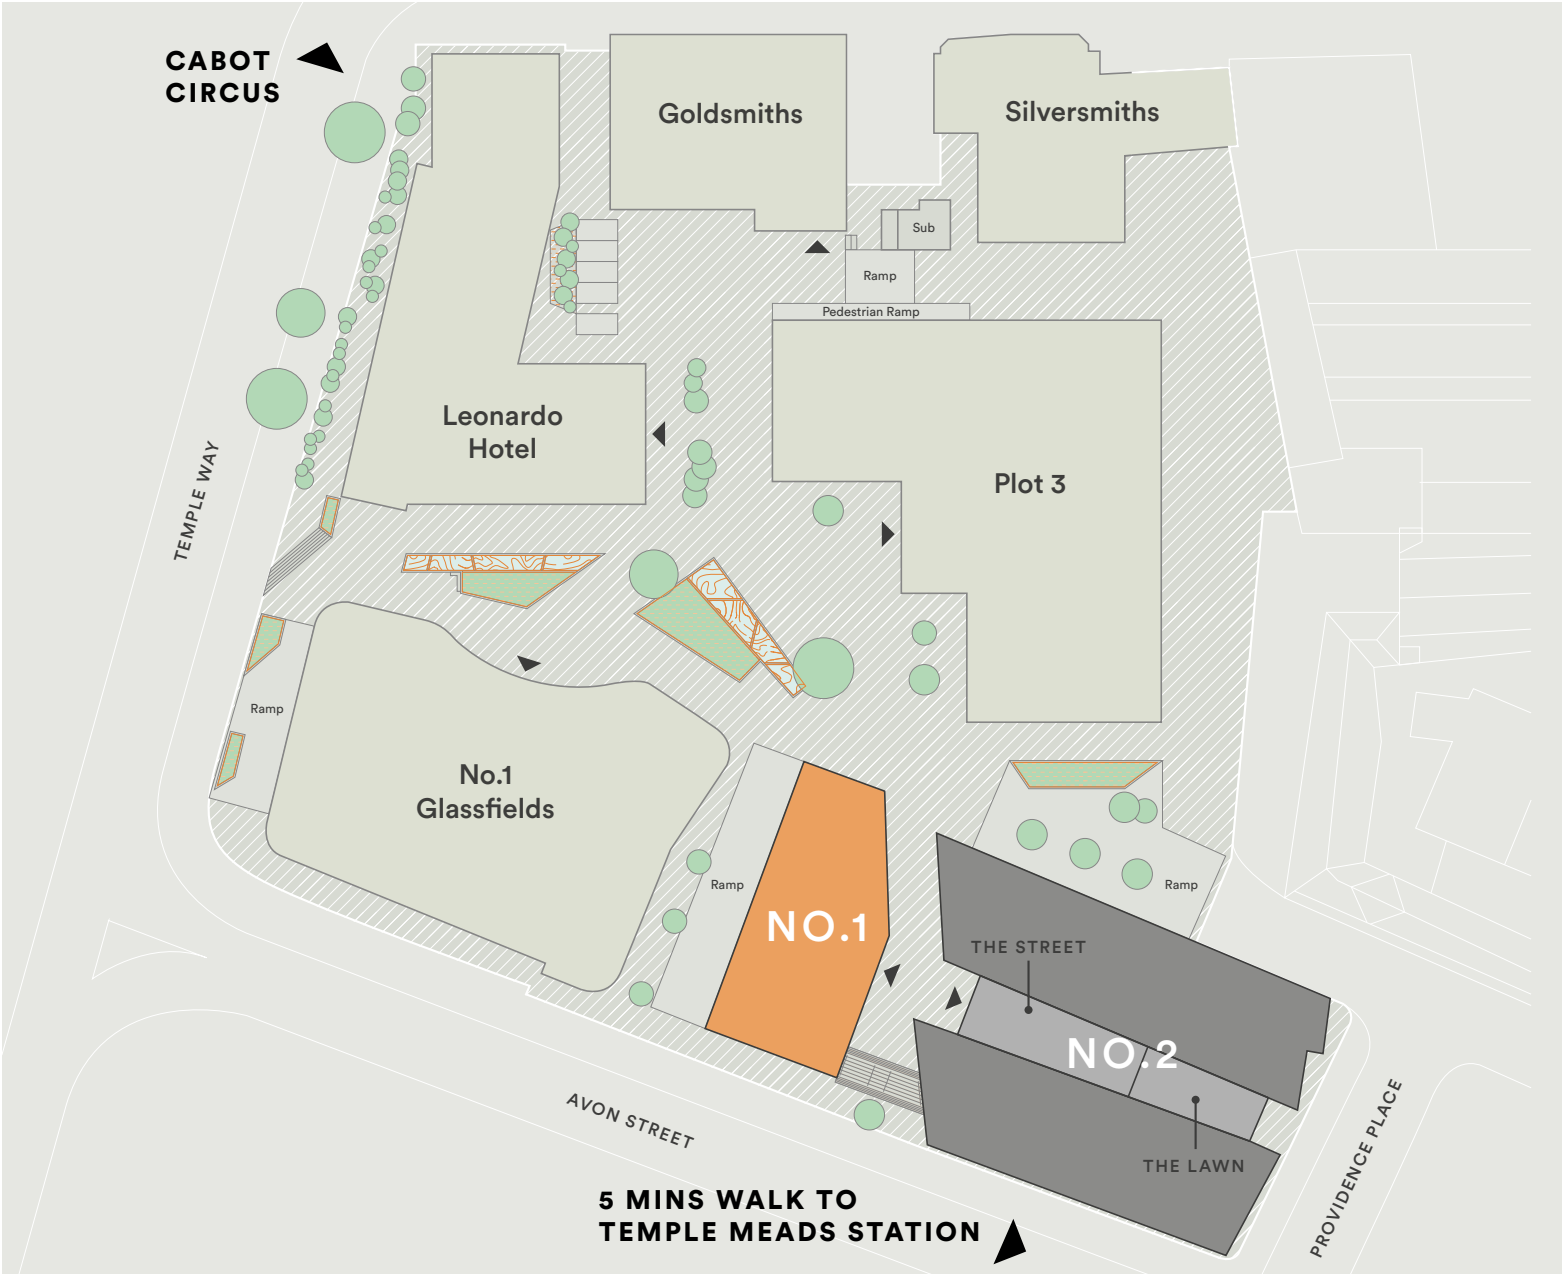 CABOT
CIRCUS
Goldsmiths
Silversmiths
Sub
Ramp
Pedestrian Ramp
Leonardo
Hotel
Plot 3
TEMPLE WAY
Ramp
No.1
Glassfields
Ramp
NO.1
Ramp
THE STREET
NO.2
THE LAWN
AVON STREET
PROVIDENCE PLACE
5 MINS WALK TO
TEMPLE MEADS STATION